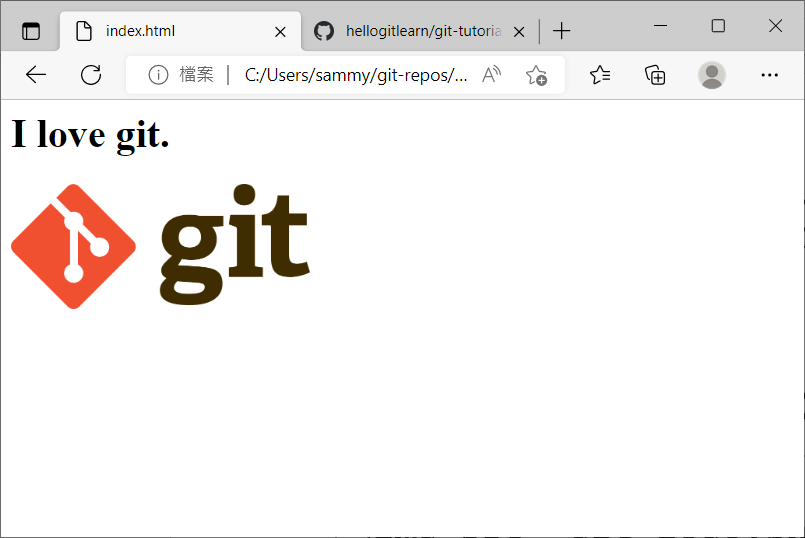 index.html
hellogitlearn/git-tutoria
檔案 C:/Users/sammy/git-repos/...
I love git.
git